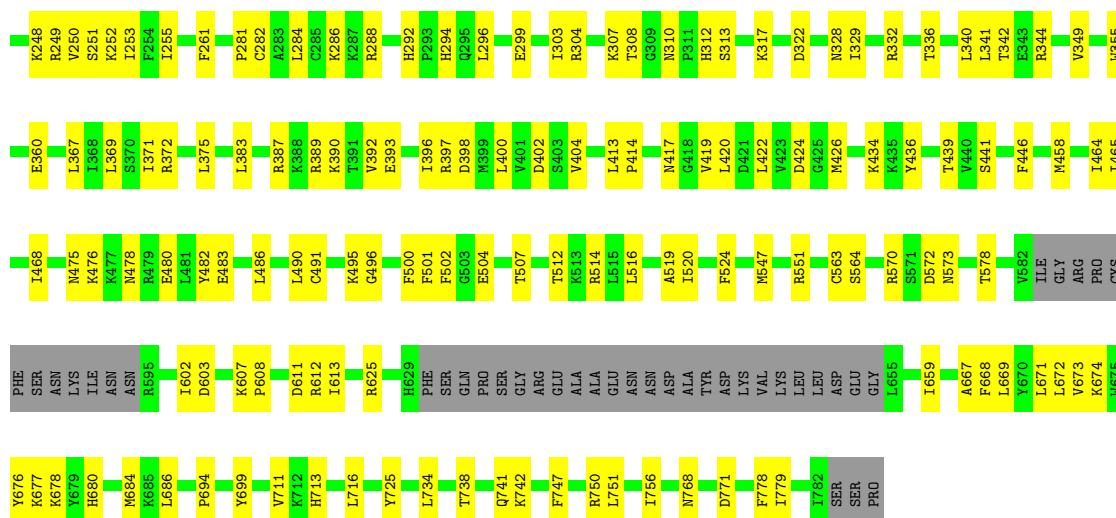 K248 R249 V250 S251 K252 I253 F254 I255 F261 P281 C282 A283 L284 C285 K286 K287 R288 H292 P293 H294 Q295 L296 E299 I303 R304 K307 T308 G309 N310 P311 H312 S313 K317 D322 N328 I329 R332 T336 L340 L341 T342 E343 R344 V349
E360 L367 I368 L369 S370 I371 R372 L375 L383 R387 K388 R389 K390 T391 V392 E393 I396 R397 D398 M399 L400 V401 D402 S403 V404 L413 P414 N417 G418 V419 L420 D421 L422 V423 D424 G425 M426 K434 K435 Y436 T439 V440 S441 F446 M458 I464
I468 N475 K476 K477 N478 R479 E480 L481 Y482 E483 L486 L490 C491 K495 G496 F500 F501 F502 G503 E504 T507 T512 K513 R514 L515 L516 A519 I520 F524 M547 R551 C563 S564 R570 S571 D572 N573 T578 V582 ILE GLY ARG PRO
PHE SER ASN LYS ILE ASN ASN R595 I602 D603 K607 P608 D611 R612 I613 R625 H629 PHE SER GLN PRO SER GLY ARG GLU ALA ALA GLU ASN ASN ASP ALA TYR ASP LYS VAL LYS LEU LEU ASP GLU GLY L655 I659 A667 F668 L669 Y670 L671 L672 V673 K674
Y676 K677 K678 Y679 H680 M684 K685 L686 P694 Y699 V711 K712 H713 L716 Y725 L734 T738 Q741 K742 F747 R750 L751 I756 N768 D771 F778 I779 I782 SER SER PRO